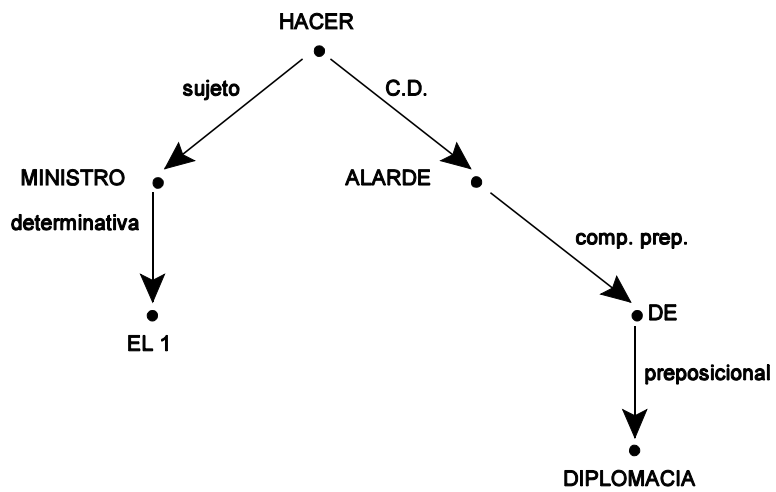 HACER
sujeto
C.D.
MINISTRO
ALARDE
determinativa
comp. prep.
DE
EL 1
preposicional
DIPLOMACIA